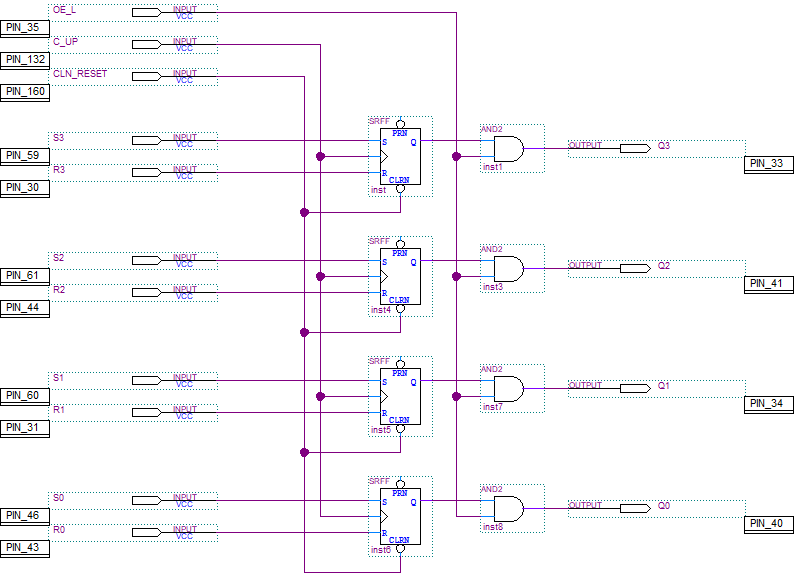 OE_L INPUT VCC
PIN_35
C_UP INPUT VCC
PIN_132
CLN_RESET INPUT VCC
PIN_160
SRFF
PRN
S3 INPUT VCC S Q AND2 OUTPUT Q3
PIN_59 inst1 PIN_33
R3 INPUT VCC R
PIN_30 CLRN
inst
SRFF
PRN
S2 INPUT VCC S Q AND2 OUTPUT Q2
PIN_61 inst3 PIN_41
R2 INPUT VCC R
PIN_44 CLRN
inst4
SRFF
PRN
S1 INPUT VCC S Q AND2 OUTPUT Q1
PIN_60 inst7 PIN_34
R1 INPUT VCC R
PIN_31 CLRN
inst5
SRFF
PRN
S0 INPUT VCC S Q AND2 OUTPUT Q0
PIN_46 inst8 PIN_40
R0 INPUT VCC R
PIN_43 CLRN
inst6